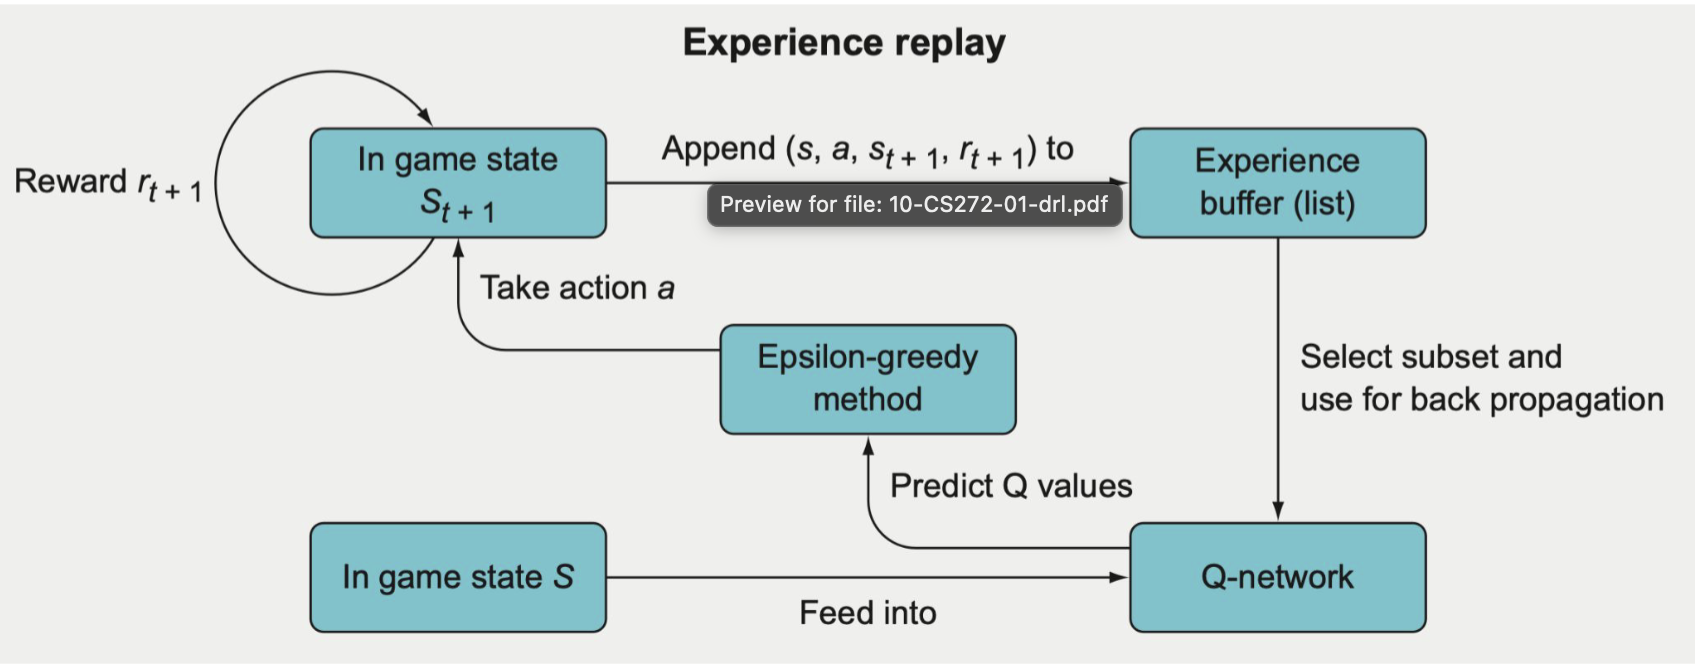 Experience replay
Reward rt + 1
In game state
St + 1
Append (s, a, st + 1, rt + 1) to
Preview for file: 10-CS272-01-drl.pdf
Experience
buffer (list)
Take action a
Epsilon-greedy
method
Select subset and
use for back propagation
Predict Q values
In game state S
Feed into
Q-network